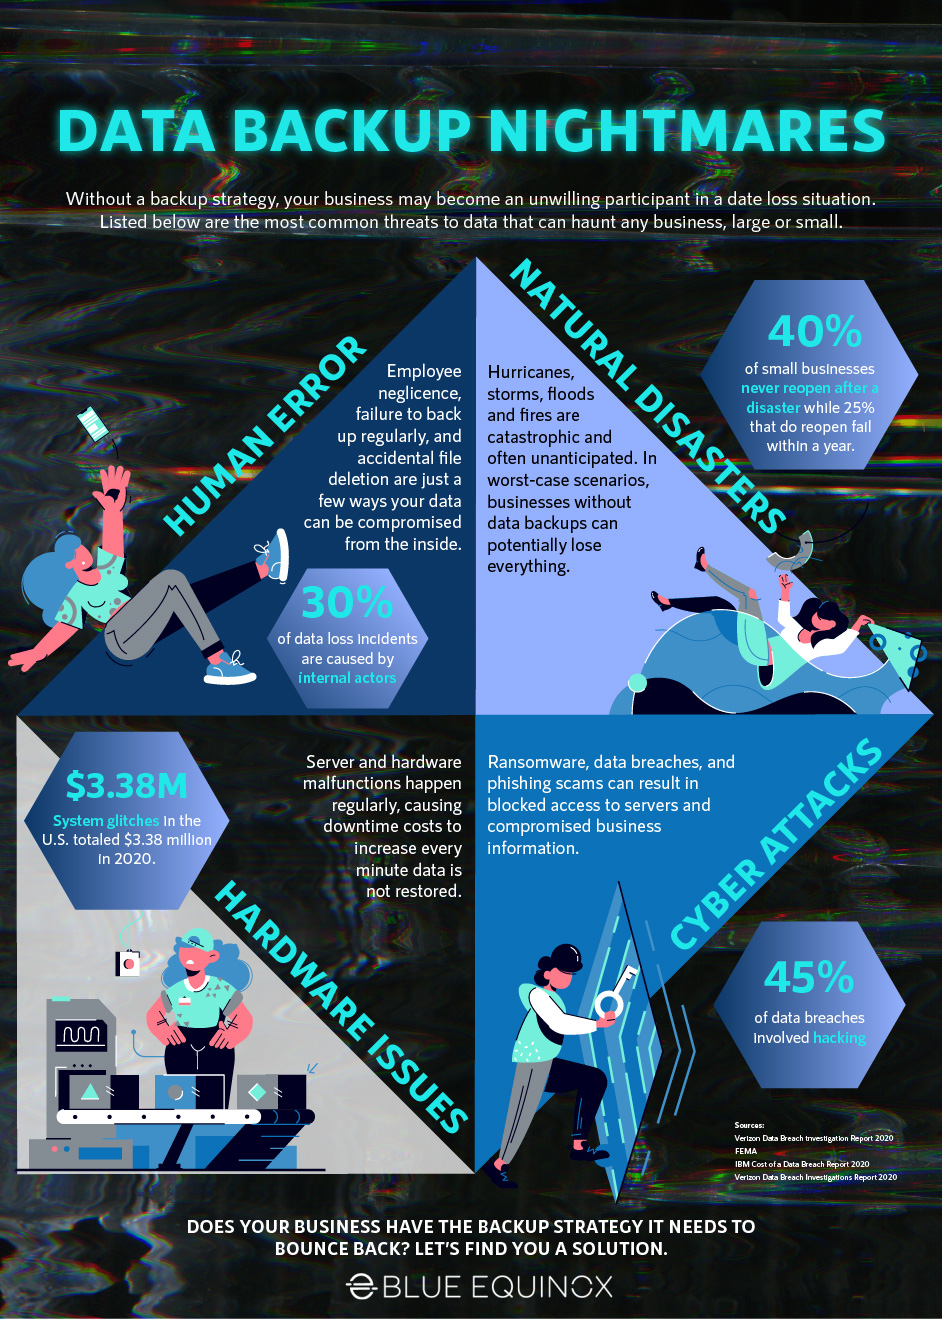 DATA BACKUP NIGHTMARES
Without a backup strategy, your business may become an unwilling participant in a date loss situation.
Listed below are the most common threats to data that can haunt any business, large or small.
HUMAN ERROR
Employee
neglicence,
failure to back
up regularly, and
accidental file
deletion are just a
few ways your data
can be compromised
from the inside.
30%
of data loss incidents
are caused by
internal actors
NATURAL DISASTERS
Hurricanes,
storms, floods
and fires are
catastrophic and
often unanticipated. In
worst-case scenarios,
businesses without
data backups can
potentially lose
everything.
40%
of small businesses
never reopen after a
disaster while 25%
that do reopen fail
within a year.
$3.38M
System glitches in the
U.S. totaled $3.38 million
in 2020.
HARDWARE ISSUES
Server and hardware
malfunctions happen
regularly, causing
downtime costs to
increase every
minute data is
not restored.
Ransomware, data breaches, and
phishing scams can result in
blocked access to servers and
compromised business
information.
CYBER ATTACKS
45%
of data breaches
involved hacking
Sources:
Verizon Data Breach Investigation Report 2020
FEMA
IBM Cost of a Data Breach Report 2020
Verizon Data Breach Investigations Report 2020
DOES YOUR BUSINESS HAVE THE BACKUP STRATEGY IT NEEDS TO
BOUNCE BACK? LET'S FIND YOU A SOLUTION.
BLUE EQUINOX